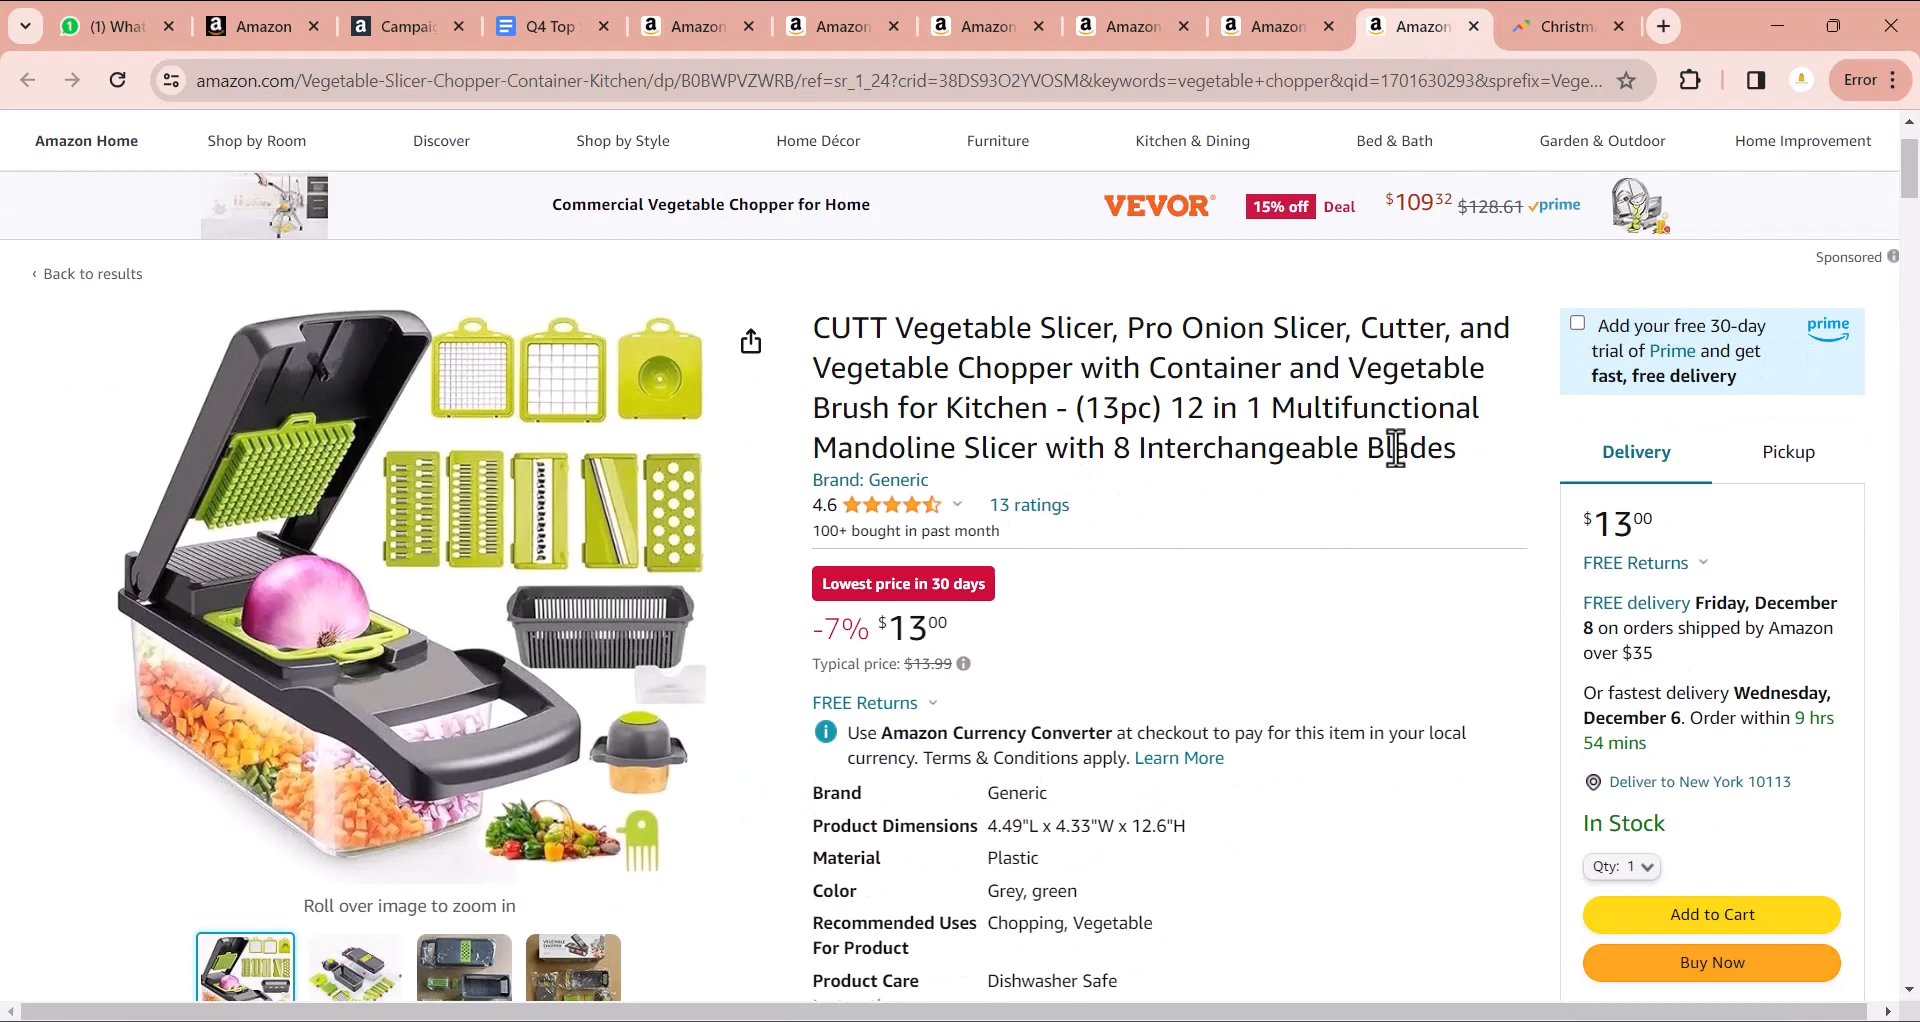 (1) What
Amazon
Campai
Q4 Top
Amazon
Amazon
Amazon
Amazon
Amazon
Amazon
Christm
amazon.com/Vegetable-Slicer-Chopper-Container-Kitchen/dp/B0BWPVZWRB/ref=sr_1_24?crid=38DS93O2YVOSM&keywords=vegetable+chopper&qid=1701630293&sprefix=Vege...
Error
Amazon Home
Shop by Room
Discover
Shop by Style
Home Décor
Furniture
Kitchen & Dining
Bed & Bath
Garden & Outdoor
Home Improvement
Commercial Vegetable Chopper for Home
VEVOR
15% off Deal
$109.32 $128.61 prime
Sponsored
‹ Back to results
CUTT Vegetable Slicer, Pro Onion Slicer, Cutter, and
Vegetable Chopper with Container and Vegetable
Brush for Kitchen - (13pc) 12 in 1 Multifunctional
Mandoline Slicer with 8 Interchangeable Blades
Brand: Generic
4.6 13 ratings
100+ bought in past month
Lowest price in 30 days
-7% $13.00
Typical price: $13.99
FREE Returns
Use Amazon Currency Converter at checkout to pay for this item in your local
currency. Terms & Conditions apply. Learn More
Brand Generic
Product Dimensions 4.49"L x 4.33"W x 12.6"H
Material Plastic
Color Grey, green
Recommended Uses Chopping, Vegetable
For Product
Product Care Dishwasher Safe
Roll over image to zoom in
Add your free 30-day
trial of Prime and get
fast, free delivery
prime
Delivery
Pickup
$13.00
FREE Returns
FREE delivery Friday, December
8 on orders shipped by Amazon
over $35
Or fastest delivery Wednesday,
December 6. Order within 9 hrs
54 mins
Deliver to New York 10113
In Stock
Qty: 1
Add to Cart
Buy Now